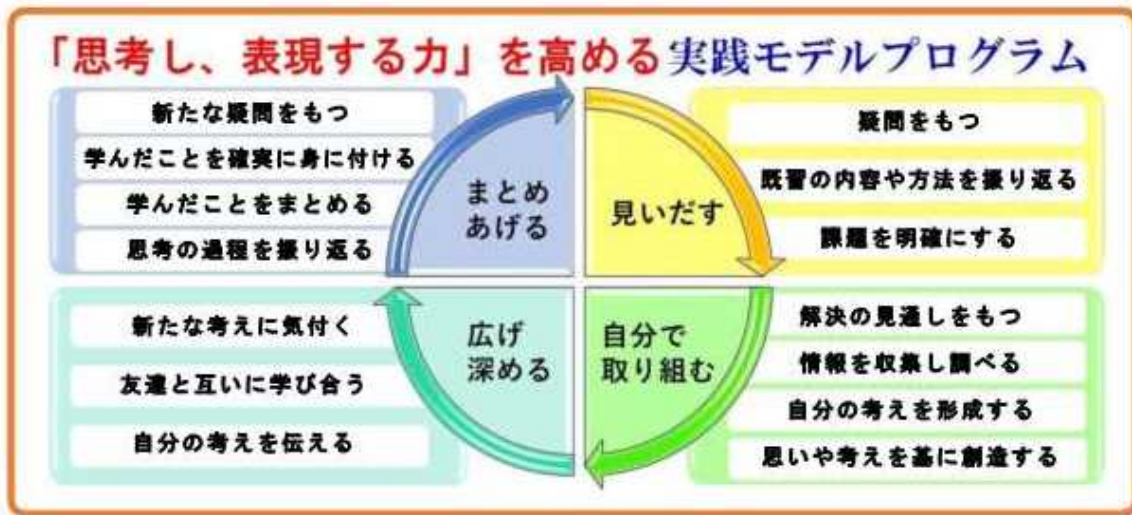 「思考し、表現する力」を高める実践モデルプログラム
新たな疑問をもつ
学んだことを確実に身に付ける
学んだことをまとめる
思考の過程を振り返る
まとめ
あげる
見いだす
疑問をもつ
既習の内容や方法を振り返る
課題を明確にする
新たな考えに気付く
友達と互いに学び合う
自分の考えを伝える
広げ
深める
自分で
取り組む
解決の見通しをもつ
情報を収集し調べる
自分の考えを形成する
思いや考えを基に創造する